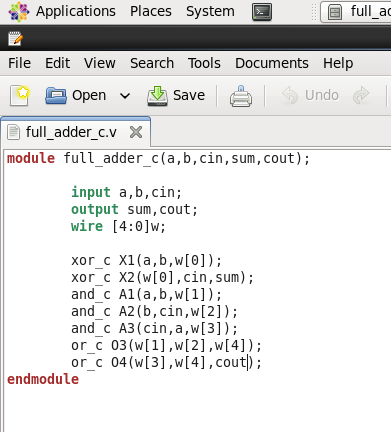 Applications Places System full_ad
File Edit View Search Tools Documents Help
Open Save Undo
full_adder_c.v
module full_adder_c(a,b,cin,sum,cout);
input a,b,cin;
output sum,cout;
wire [4:0]w;
xor_c X1(a,b,w[0]);
xor_c X2(w[0],cin,sum);
and_c A1(a,b,w[1]);
and_c A2(b,cin,w[2]);
and_c A3(cin,a,w[3]);
or_c O3(w[1],w[2],w[4]);
or_c O4(w[3],w[4],cout);
endmodule